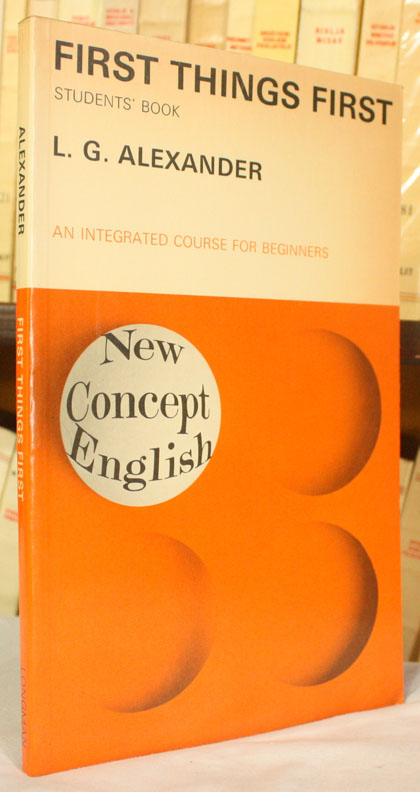 FIRST THINGS FIRST
STUDENTS' BOOK
L. G. ALEXANDER
AN INTEGRATED COURSE FOR BEGINNERS
New
Concept
English
ALEXANDER
FIRST THINGS FIRST
LONGMAN